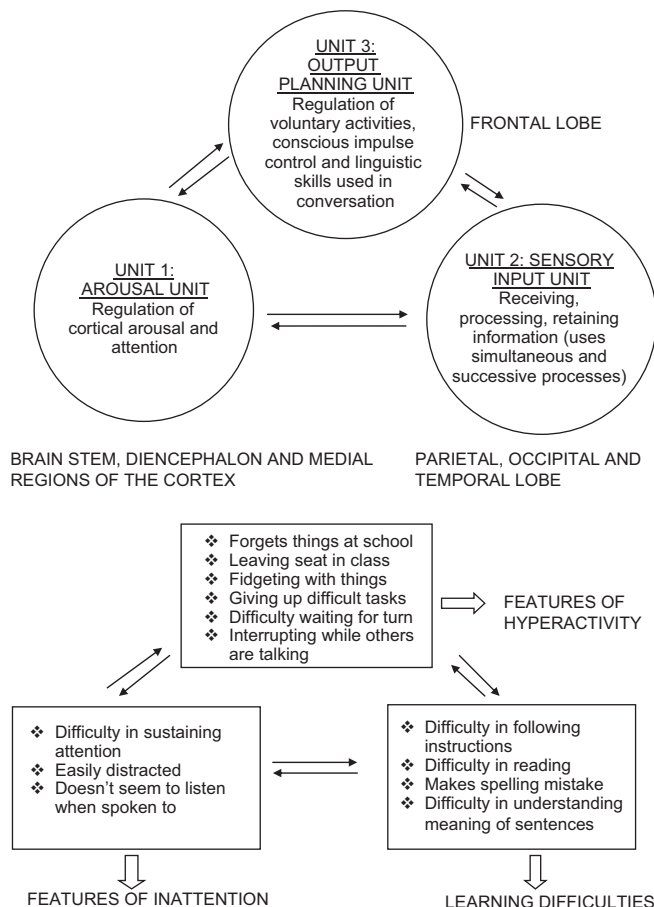 UNIT 3:
OUTPUT
PLANNING UNIT
Regulation of
voluntary activities,
conscious impulse
control and linguistic
skills used in
conversation
FRONTAL LOBE
UNIT 1:
AROUSAL UNIT
Regulation of
cortical arousal and
attention
UNIT 2: SENSORY
INPUT UNIT
Receiving,
processing, retaining
information (uses
simultaneous and
successive processes)
BRAIN STEM, DIENCEPHALON AND MEDIAL
REGIONS OF THE CORTEX
PARIETAL, OCCIPITAL AND
TEMPORAL LOBE
❖ Forgets things at school
❖ Leaving seat in class
❖ Fidgeting with things
❖ Giving up difficult tasks
❖ Difficulty waiting for turn
❖ Interrupting while others
are talking
FEATURES OF
HYPERACTIVITY
❖ Difficulty in sustaining
attention
❖ Easily distracted
❖ Doesn't seem to listen
when spoken to
❖ Difficulty in following
instructions
❖ Difficulty in reading
❖ Makes spelling mistake
❖ Difficulty in understanding
meaning of sentences
FEATURES OF INATTENTION
LEARNING DIFFICULTIES